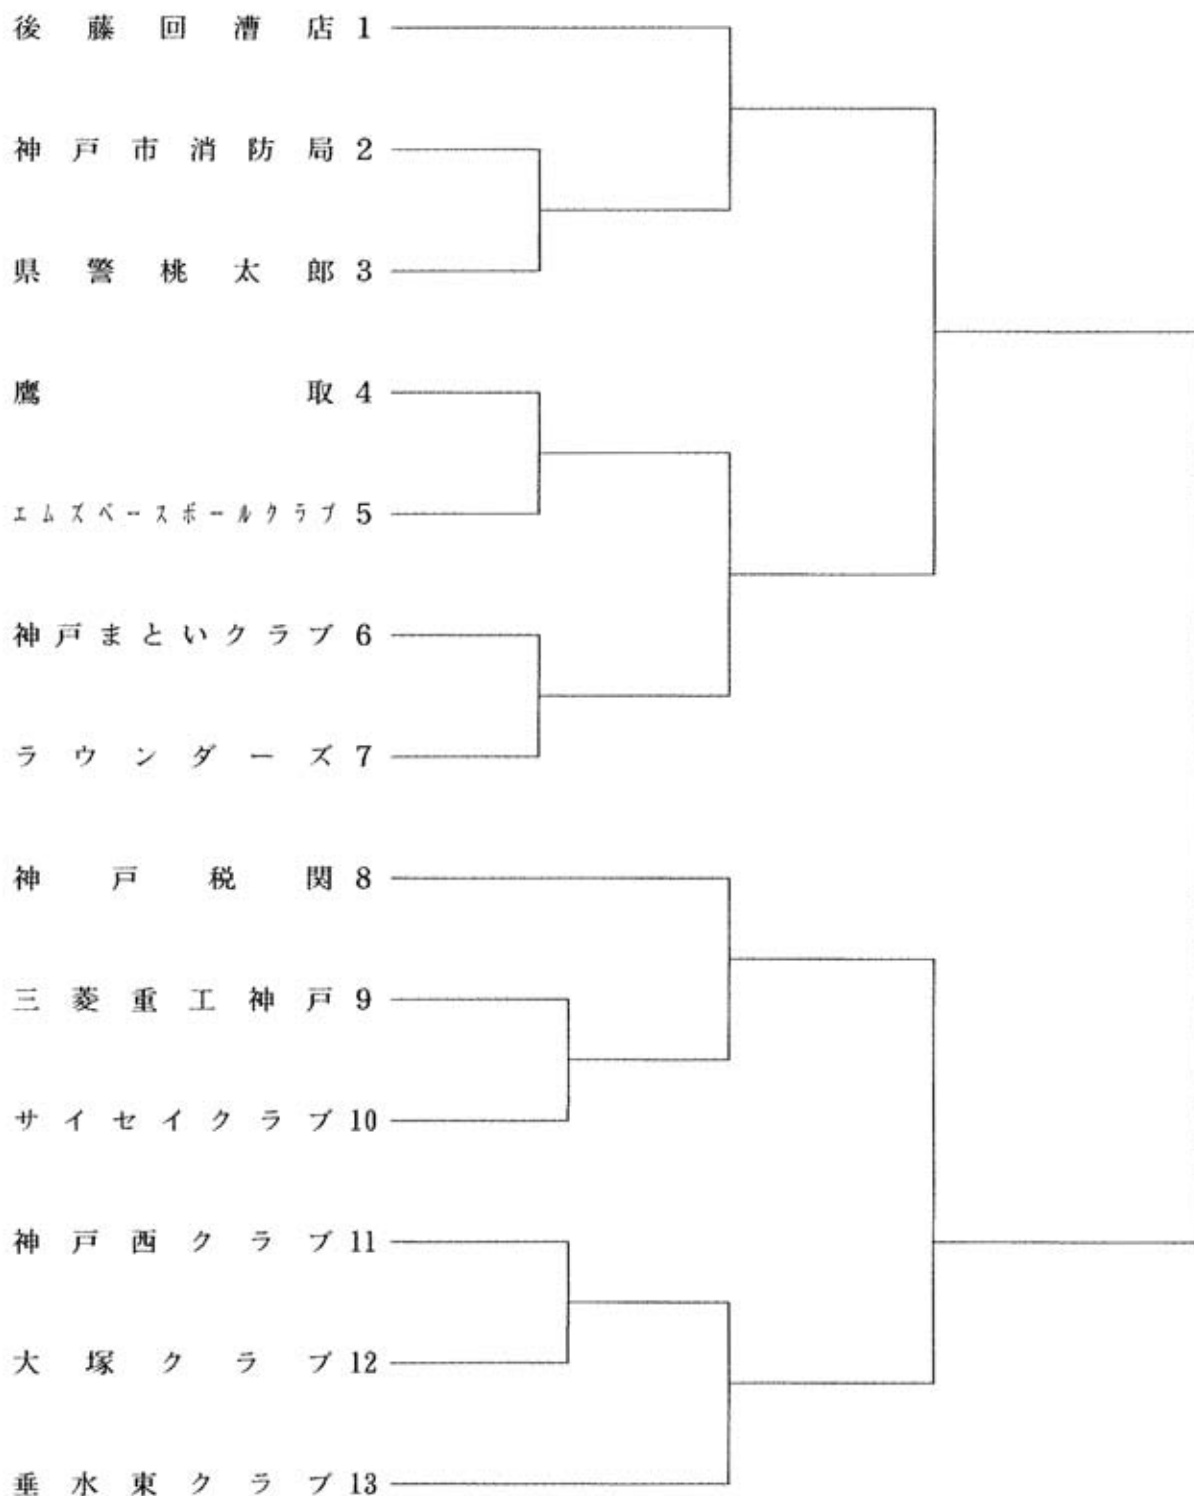 後藤回漕店 1
神戸市消防局 2
県警桃太郎 3
鷹取 4
エムズベースボールクラブ 5
神戸まといクラブ 6
ラウンダーズ 7
神戸税関 8
三菱重工神戸 9
サイセイクラブ 10
神戸西クラブ 11
大塚クラブ 12
垂水東クラブ 13